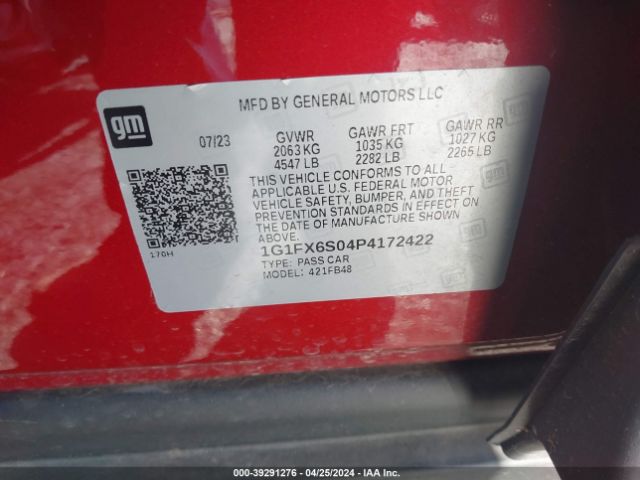 MFD BY GENERAL MOTORS LLC
gm
07/23
GVWR GAWR FRT GAWR RR
2063 KG 1035 KG 1027 KG
4547 LB 2282 LB 2265 LB
THIS VEHICLE CONFORMS TO ALL
APPLICABLE U.S. FEDERAL MOTOR
VEHICLE SAFETY, BUMPER, AND THEFT
PREVENTION STANDARDS IN EFFECT ON
THE DATE OF MANUFACTURE SHOWN
ABOVE.
170H
1G1FX6S04P4172422
TYPE: PASS CAR
MODEL: 421FB48
000-39291276 - 04/25/2024 - IAA Inc.